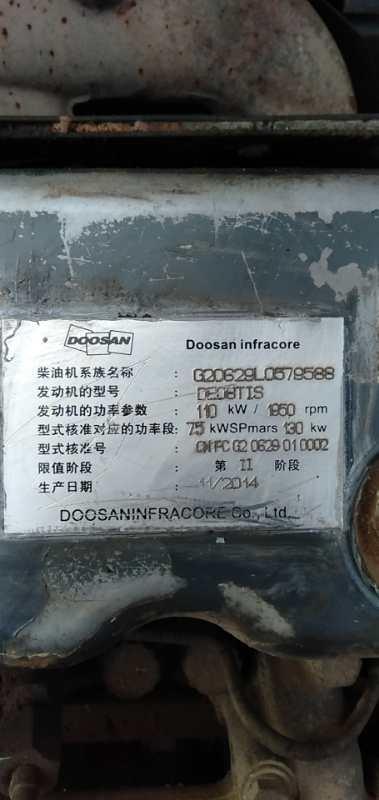 DOOSAN Doosan infracore
柴油机系族名称 : G20629L0579588
发动机的型号 : DE08TIS
发动机的功率参数 : 110 kW / 1950 rpm
型式核准对应的功率段: 75 kW≤Pmar≤ 130 kw
型式核准号 : CN FC G2 0629 01 0002
限值阶段 : 第 II 阶段
生产日期 : 11/2014
DOOSANINFRACORE Co., Ltd.